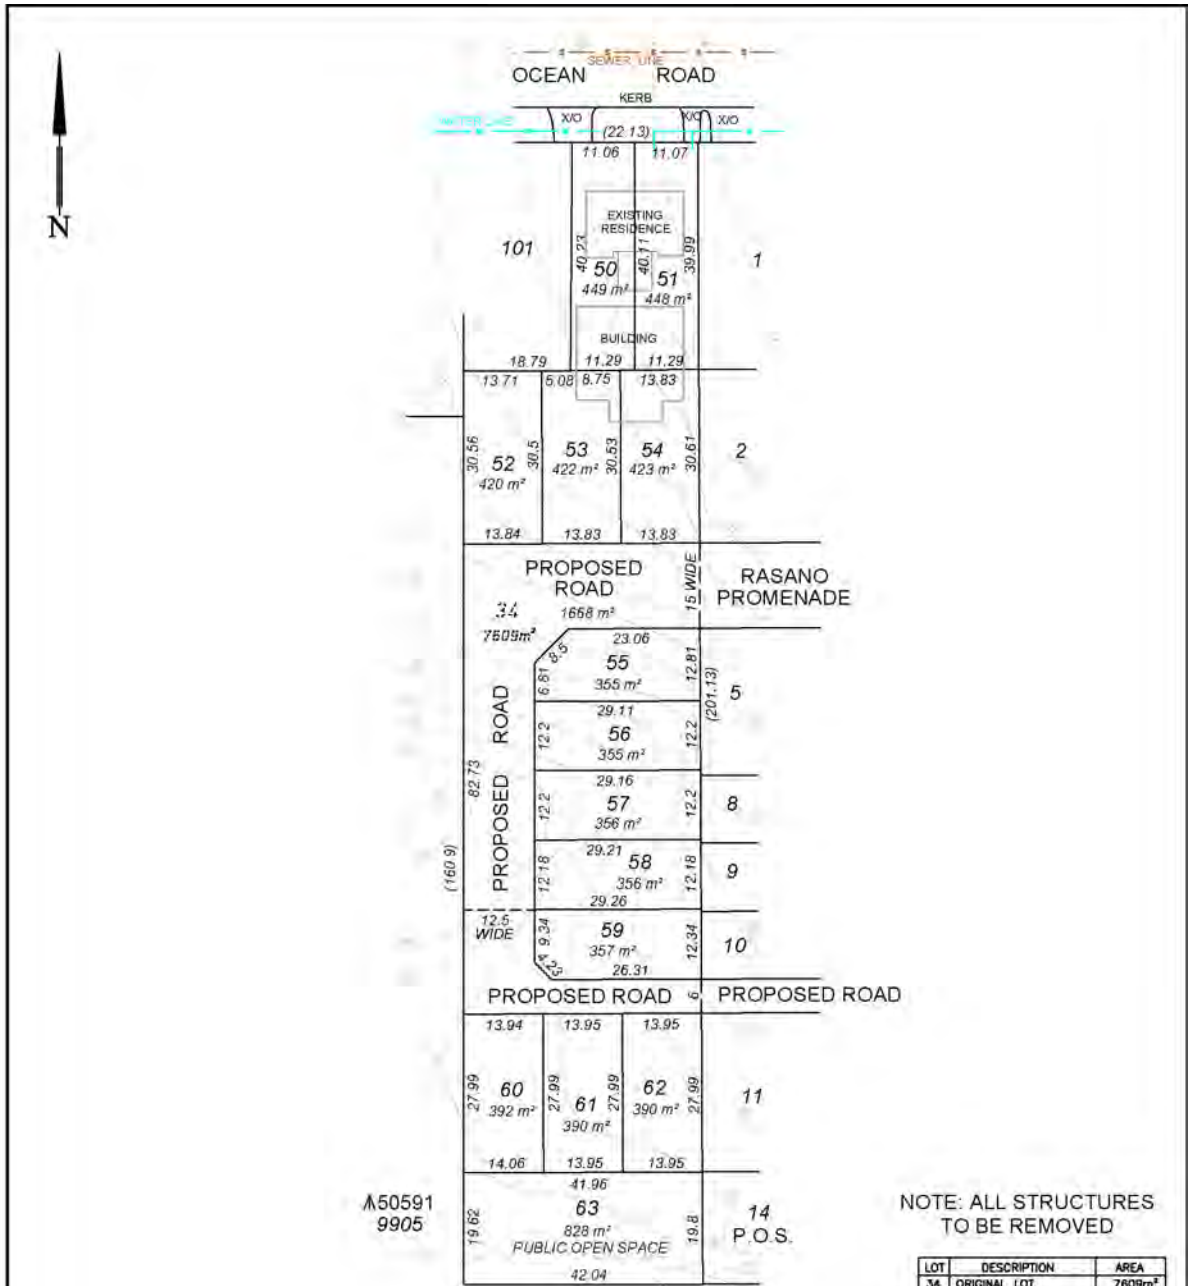 SEWER LINE
OCEAN ROAD
KERB
X/O X/O X/O
WATER LINE
(22.13)
11.06 11.07
N
EXISTING
RESIDENCE
101
40.23 40.11 39.99
1
50
449 m²
51
448 m²
BUILDING
18.79 11.29 11.29
13.71 5.08 8.75 13.83
30.56 30.5 30.53 30.61
52
420 m²
53
422 m²
54
423 m²
2
13.84 13.83 13.83
PROPOSED
ROAD
15 WIDE
RASANO
PROMENADE
34
7609m²
1668 m²
23.06
8.5
6.81
55
355 m²
12.81
(201.13)
5
29.11
12.2
56
355 m²
12.2
PROPOSED ROAD
82.73
29.16
12.2
57
356 m²
12.2
8
29.21
12.18
58
356 m²
12.18
9
29.26
(160.9)
12.5
WIDE
9.34
59
357 m²
12.34
10
4.23
26.31
PROPOSED ROAD
6
PROPOSED ROAD
13.94 13.95 13.95
27.99 27.99 27.99 27.99
60
392 m²
61
390 m²
62
390 m²
11
14.06 13.95 13.95
41.96
50591
9905
19.62
63
828 m²
PUBLIC OPEN SPACE
19.8
42.04
14
P.O.S.
NOTE: ALL STRUCTURES
TO BE REMOVED
LOT DESCRIPTION AREA
34 ORIGINAL LOT 7609m²